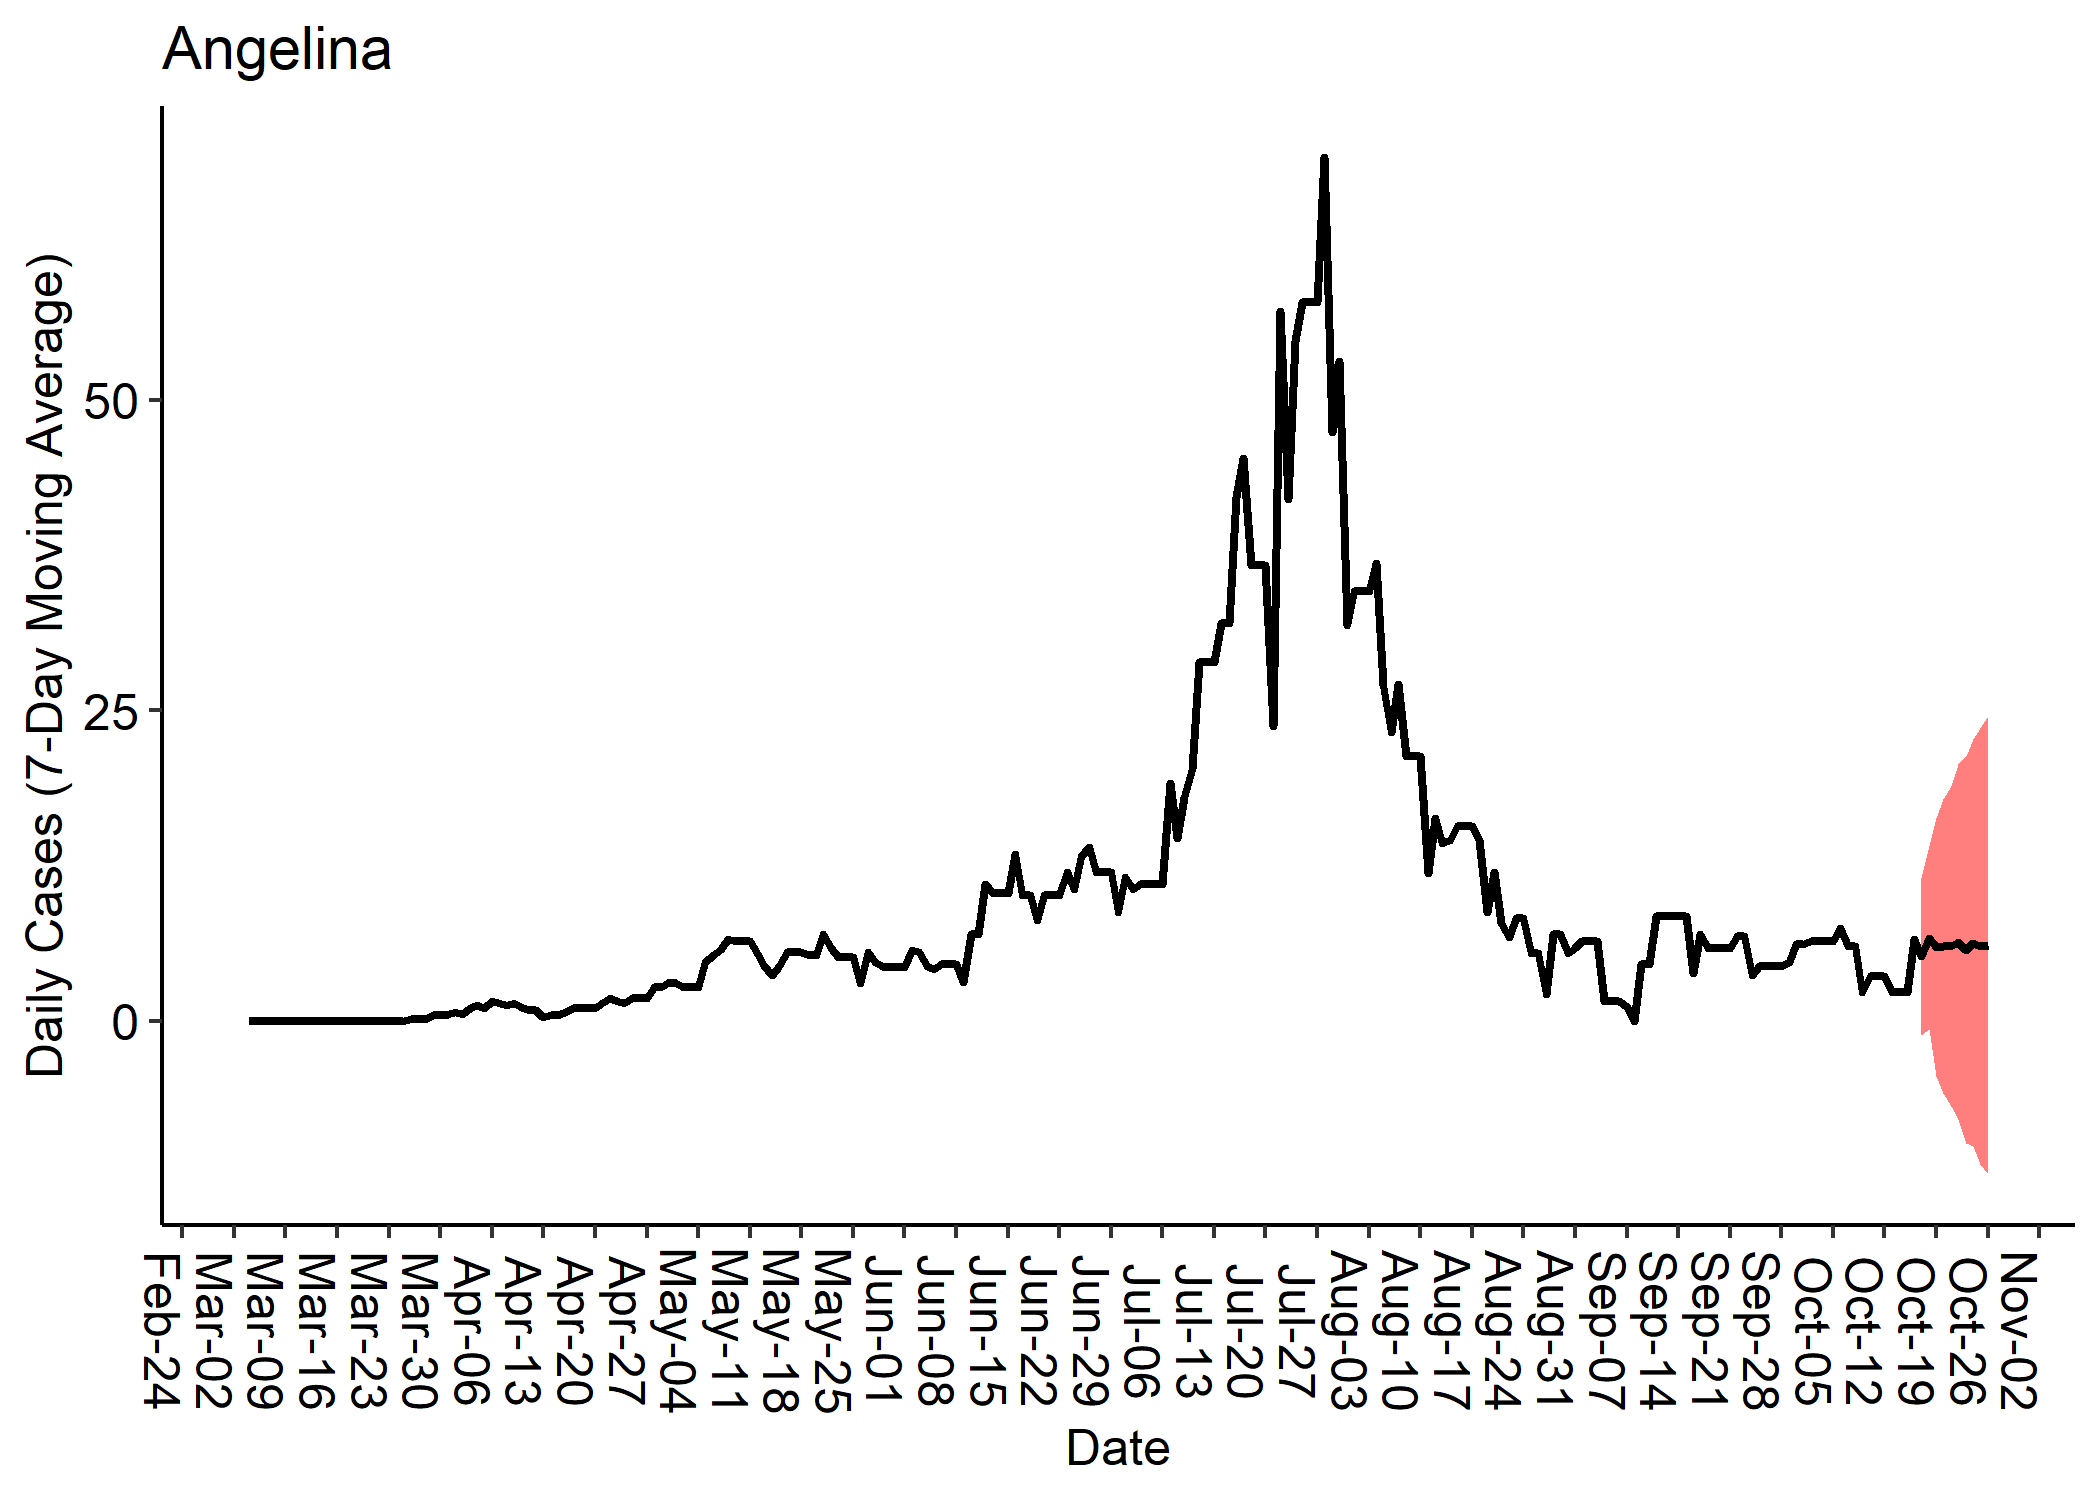 Angelina
Daily Cases (7-Day Moving Average)
50
25
0
Feb-24
Mar-02
Mar-09
Mar-16
Mar-23
Mar-30
Apr-06
Apr-13
Apr-20
Apr-27
May-04
May-11
May-18
May-25
Jun-01
Jun-08
Jun-15
Jun-22
Jun-29
Jul-06
Jul-13
Jul-20
Jul-27
Aug-03
Aug-10
Aug-17
Aug-24
Aug-31
Sep-07
Sep-14
Sep-21
Sep-28
Oct-05
Oct-12
Oct-19
Oct-26
Nov-02
Date